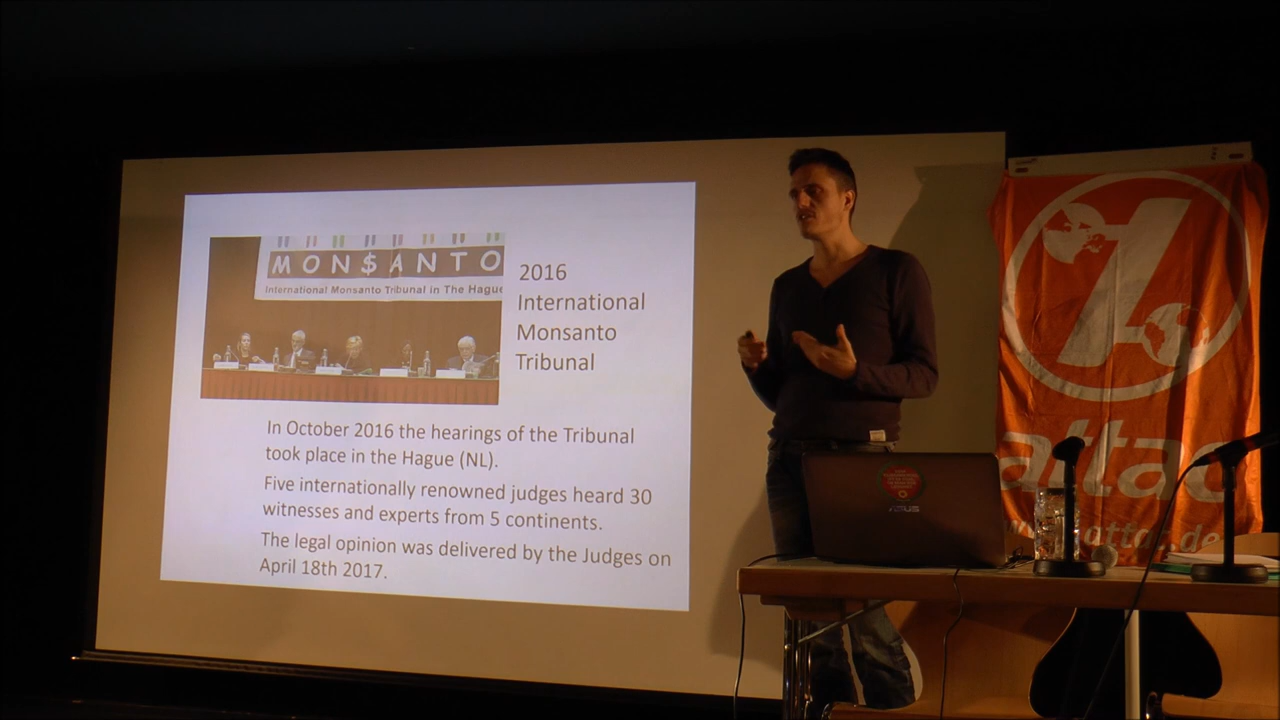 MON$ANTO
International Monsanto Tribunal in The Hague
2016
International
Monsanto
Tribunal
In October 2016 the hearings of the Tribunal
took place in the Hague (NL).
Five internationally renowned judges heard 30
witnesses and experts from 5 continents.
The legal opinion was delivered by the Judges on
April 18th 2017.
attac
attac.de
ASUS